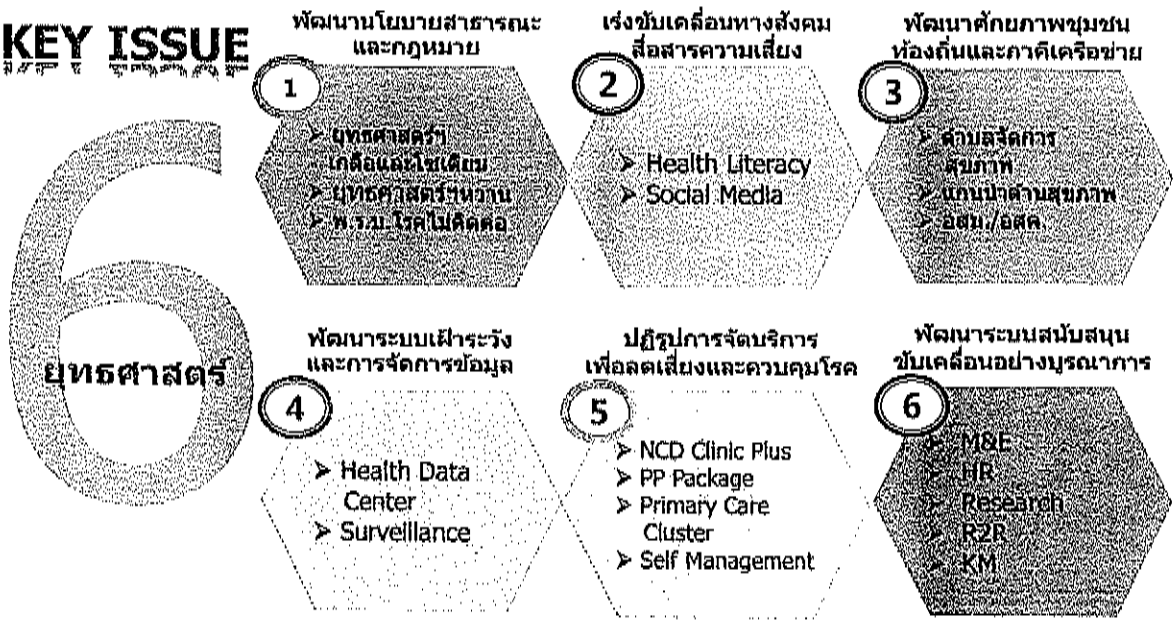 KEY ISSUE
6
ยุทธศาสตร์
พัฒนานโยบายสาธารณะ
และกฎหมาย
1
➢ ยุทธศาสตร์ฯ
เกลือและโซเดียม
➢ ยุทธศาสตร์ฯหวาน
➢ พ.ร.บ.โรคไม่ติดต่อ
เร่งขับเคลื่อนทางสังคม
สื่อสารความเสี่ยง
2
➢ Health Literacy
➢ Social Media
พัฒนาศักยภาพชุมชน
ท้องถิ่นและภาคีเครือข่าย
3
➢ ตำบลจัดการ
สุขภาพ
➢ แกนนำด้านสุขภาพ
➢ อสม./อสค.
พัฒนาระบบเฝ้าระวัง
และการจัดการข้อมูล
4
➢ Health Data
Center
➢ Surveillance
ปฏิรูปการจัดบริการ
เพื่อลดเสี่ยงและควบคุมโรค
5
➢ NCD Clinic Plus
➢ PP Package
➢ Primary Care
Cluster
➢ Self Management
พัฒนาระบบสนับสนุน
ขับเคลื่อนอย่างบูรณาการ
6
➢ M&E
➢ HR
➢ Research
➢ R2R
➢ KM